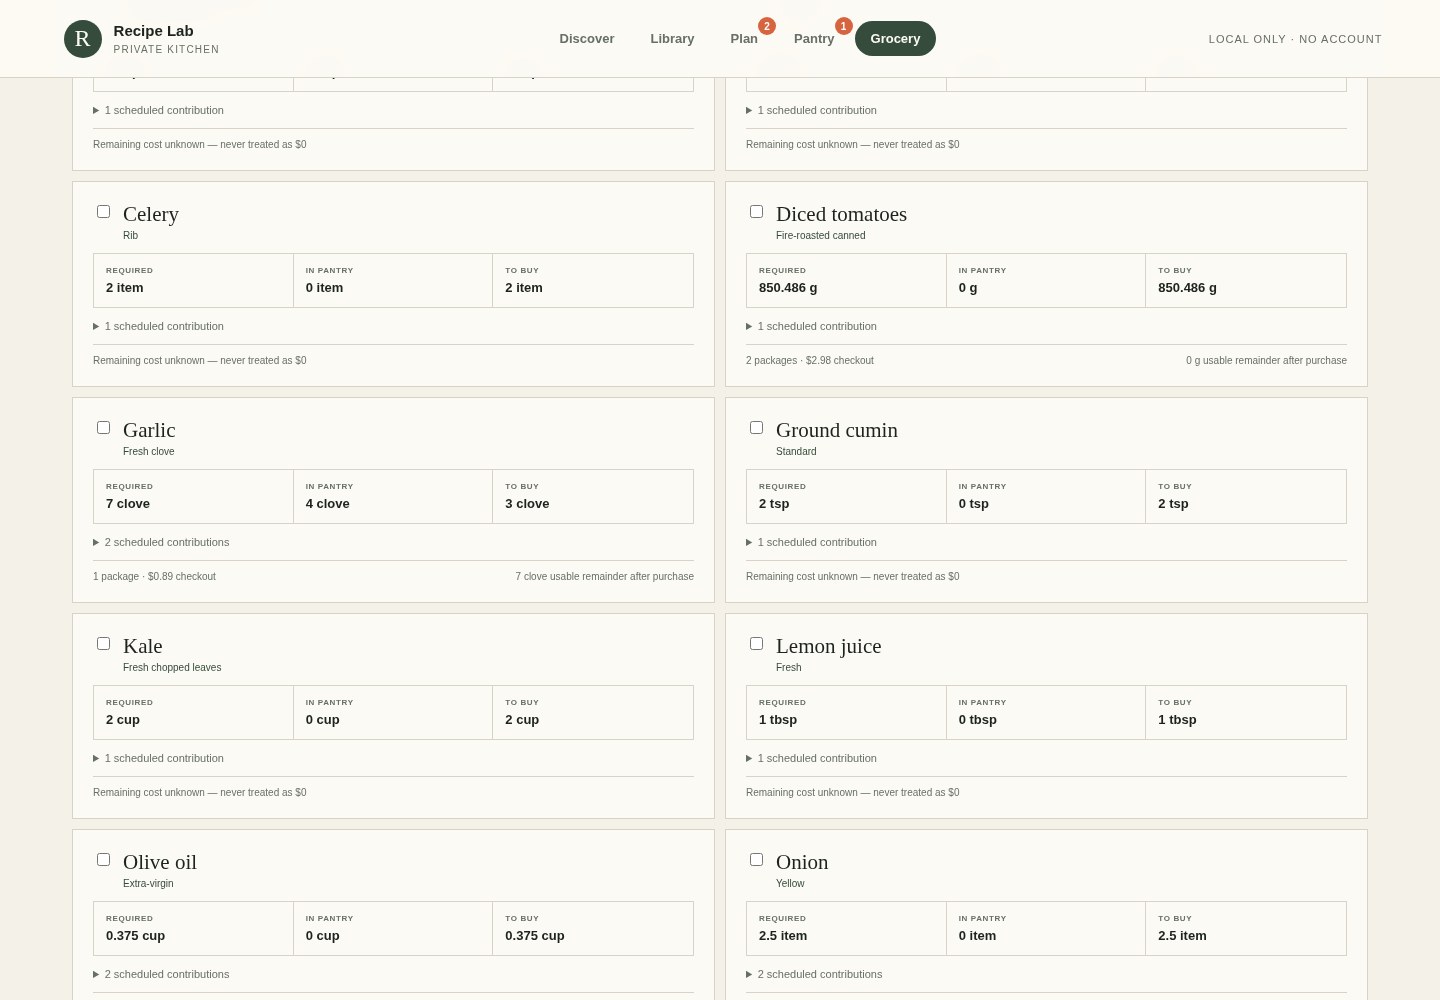 R
Recipe Lab
PRIVATE KITCHEN
Discover
Library
Plan
2
Pantry
1
Grocery
LOCAL ONLY · NO ACCOUNT
▶ 1 scheduled contribution
Remaining cost unknown — never treated as $0
▶ 1 scheduled contribution
Remaining cost unknown — never treated as $0
Celery
Rib
REQUIRED
2 item
IN PANTRY
0 item
TO BUY
2 item
▶ 1 scheduled contribution
Remaining cost unknown — never treated as $0
Diced tomatoes
Fire-roasted canned
REQUIRED
850.486 g
IN PANTRY
0 g
TO BUY
850.486 g
▶ 1 scheduled contribution
2 packages · $2.98 checkout
0 g usable remainder after purchase
Garlic
Fresh clove
REQUIRED
7 clove
IN PANTRY
4 clove
TO BUY
3 clove
▶ 2 scheduled contributions
1 package · $0.89 checkout
7 clove usable remainder after purchase
Ground cumin
Standard
REQUIRED
2 tsp
IN PANTRY
0 tsp
TO BUY
2 tsp
▶ 1 scheduled contribution
Remaining cost unknown — never treated as $0
Kale
Fresh chopped leaves
REQUIRED
2 cup
IN PANTRY
0 cup
TO BUY
2 cup
▶ 1 scheduled contribution
Remaining cost unknown — never treated as $0
Lemon juice
Fresh
REQUIRED
1 tbsp
IN PANTRY
0 tbsp
TO BUY
1 tbsp
▶ 1 scheduled contribution
Remaining cost unknown — never treated as $0
Olive oil
Extra-virgin
REQUIRED
0.375 cup
IN PANTRY
0 cup
TO BUY
0.375 cup
▶ 2 scheduled contributions
Onion
Yellow
REQUIRED
2.5 item
IN PANTRY
0 item
TO BUY
2.5 item
▶ 2 scheduled contributions